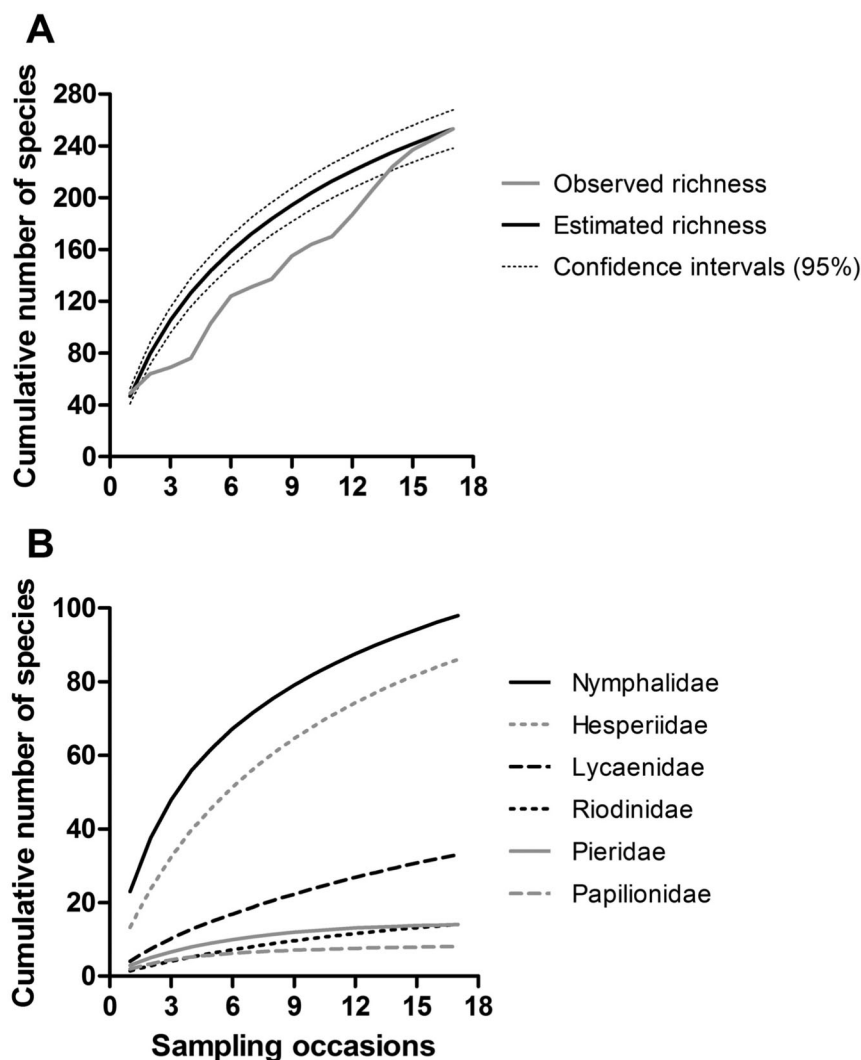 A
Cumulative number of species
280
240
200
160
120
80
40
0
0 3 6 9 12 15 18
Observed richness
Estimated richness
Confidence intervals (95%)
B
Cumulative number of species
100
80
60
40
20
0
0 3 6 9 12 15 18
Sampling occasions
Nymphalidae
Hesperiidae
Lycaenidae
Riodinidae
Pieridae
Papilionidae